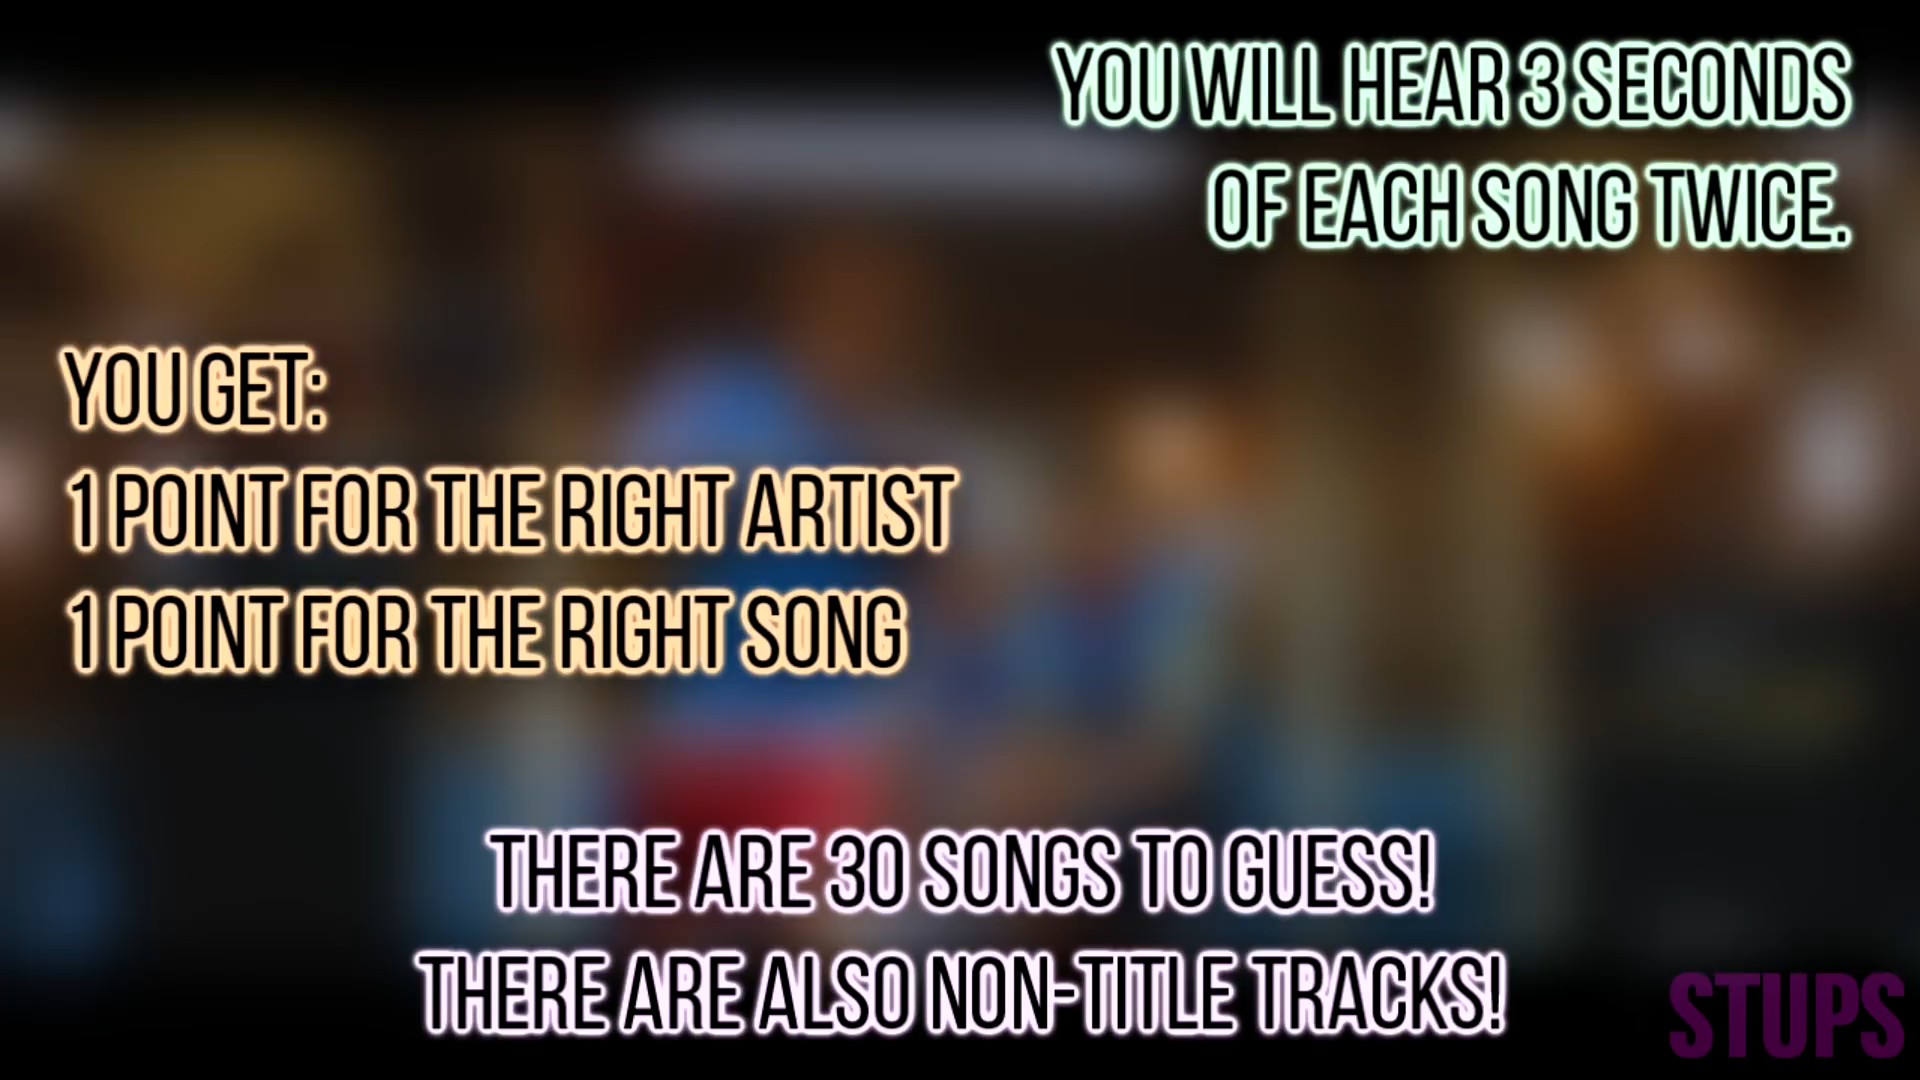 YOU WILL HEAR 3 SECONDS
OF EACH SONG TWICE.
YOU GET:
1 POINT FOR THE RIGHT ARTIST
1 POINT FOR THE RIGHT SONG
THERE ARE 30 SONGS TO GUESS!
THERE ARE ALSO NON-TITLE TRACKS!
STUPS